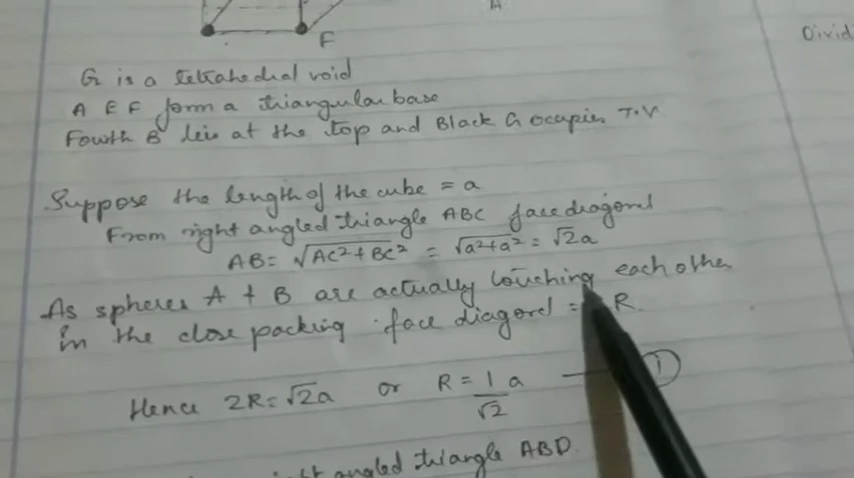 F
Dividi
G is a tetrahedral void
A E F form a triangular base
Fourth B leis at the top and Black G occupies T.V
Suppose the length of the cube = a
From right angled triangle ABC face diagonal
AB = √AC²+BC² = √a²+a² = √2a
As spheres A + B are actually touching each other
in the close packing . face diagonal = R.
Hence 2R = √2a or R = 1/√2 a — ①
angled triangle ABD.